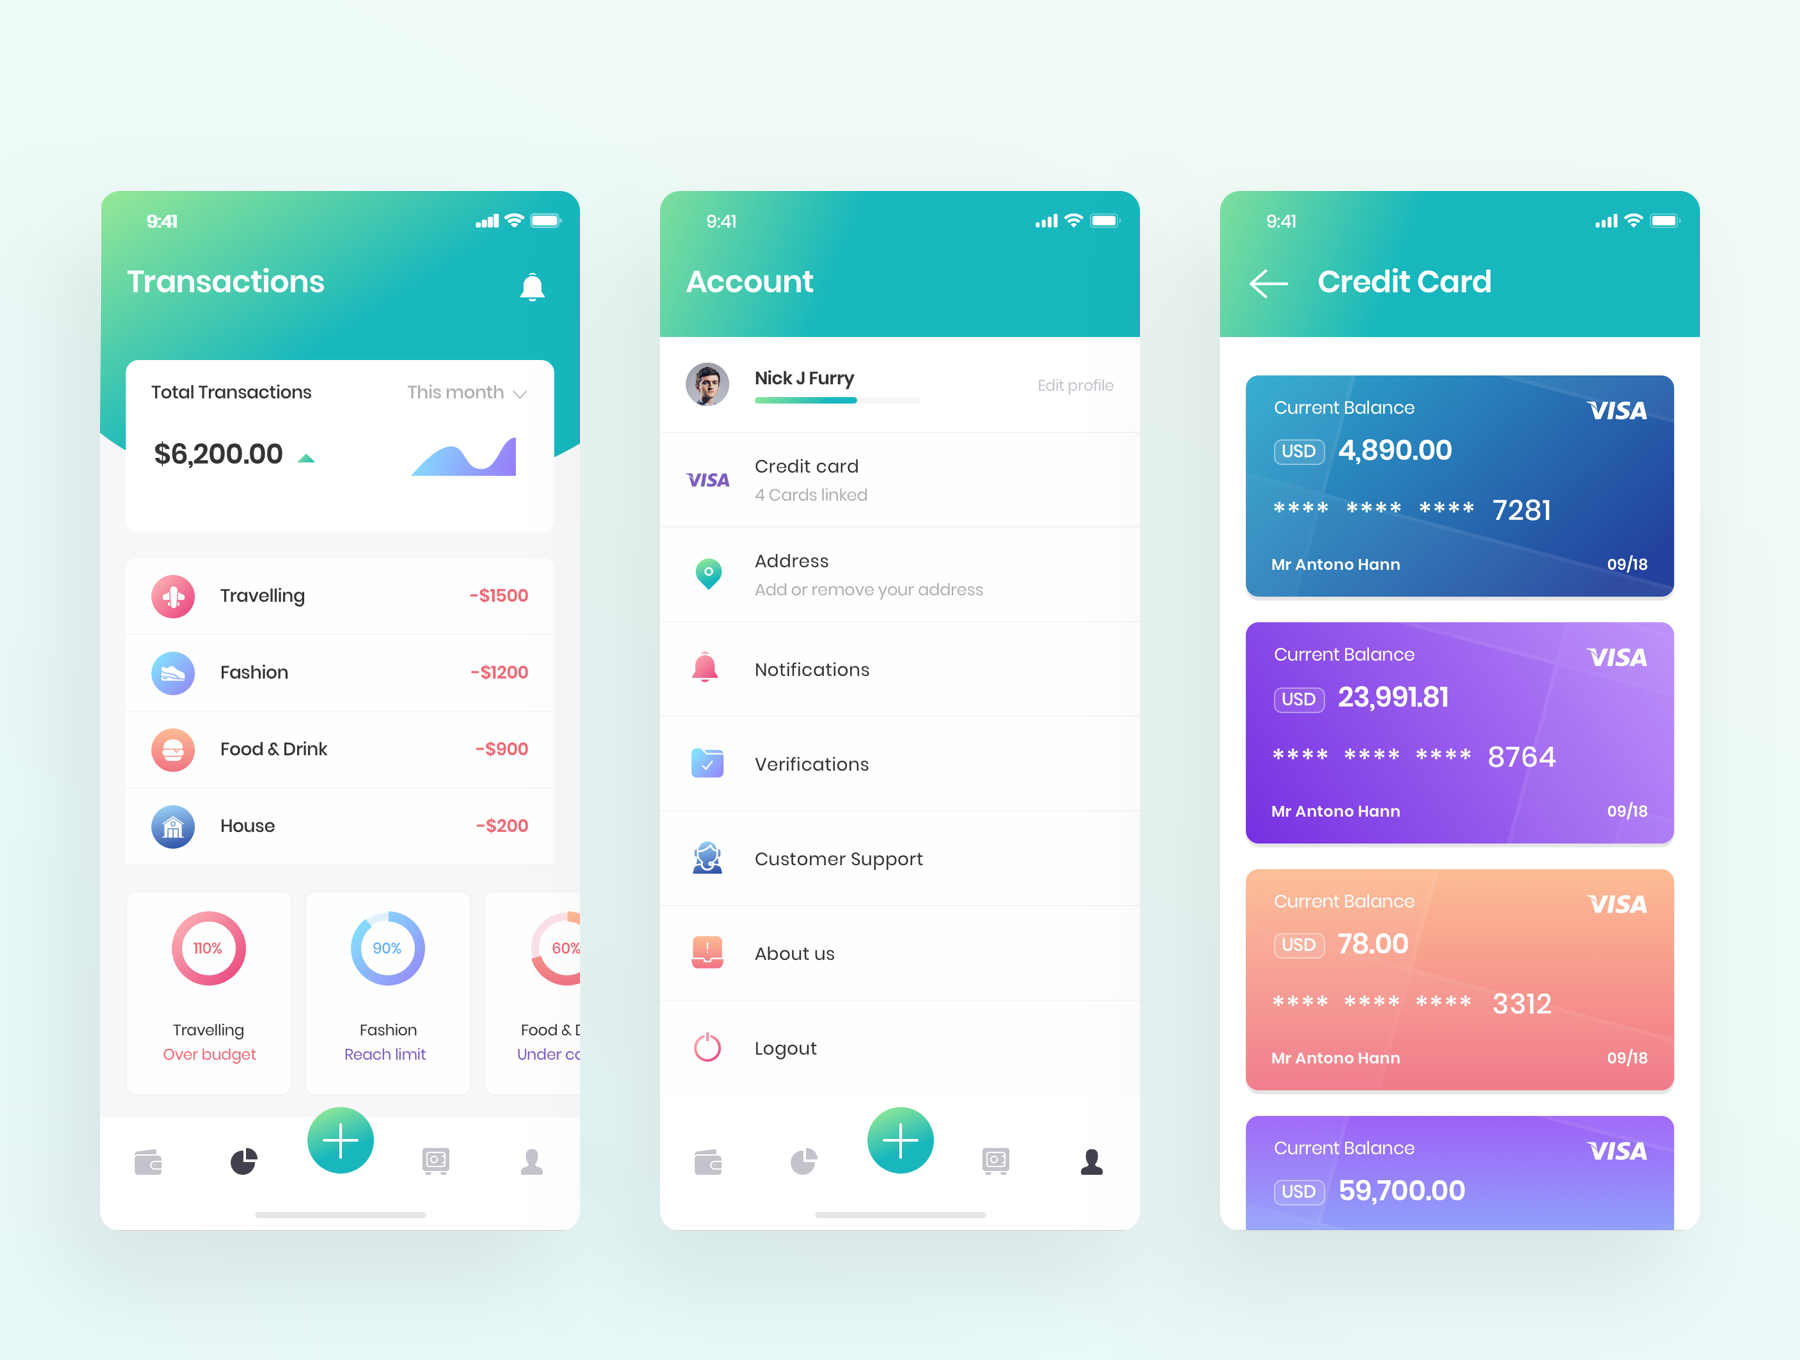 9:41
Transactions
Total Transactions
This month
$6,200.00
Travelling
-$1500
Fashion
-$1200
Food & Drink
-$900
House
-$200
110%
Travelling
Over budget
90%
Fashion
Reach limit
60%
Food & D
Under co
9:41
Account
Nick J Furry
Edit profile
VISA
Credit card
4 Cards linked
Address
Add or remove your address
Notifications
Verifications
Customer Support
About us
Logout
9:41
Credit Card
Current Balance
VISA
USD 4,890.00
**** **** **** 7281
Mr Antono Hann
09/18
Current Balance
VISA
USD 23,991.81
**** **** **** 8764
Mr Antono Hann
09/18
Current Balance
VISA
USD 78.00
**** **** **** 3312
Mr Antono Hann
09/18
Current Balance
VISA
USD 59,700.00